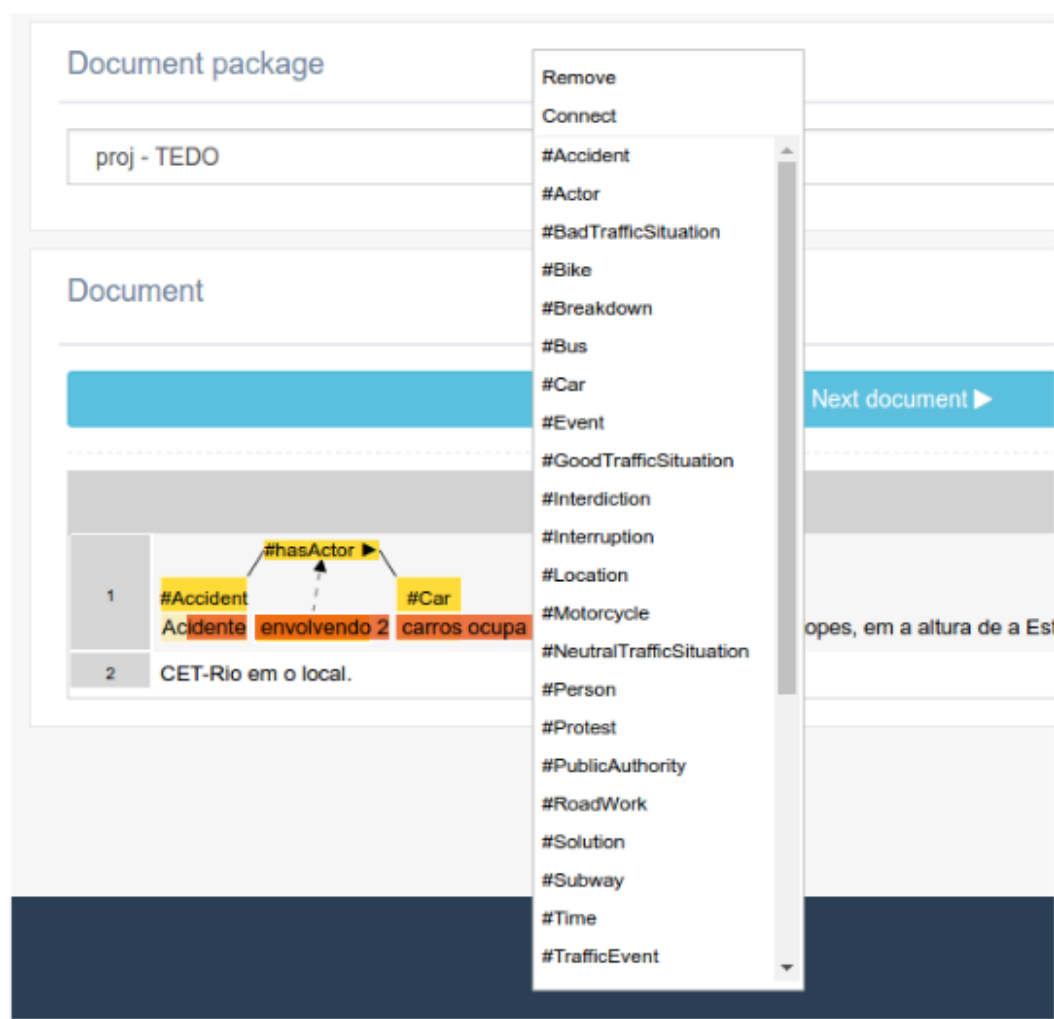 Document package
proj - TEDO
Remove
Connect
#Accident
#Actor
#BadTrafficSituation
#Bike
#Breakdown
#Bus
#Car
#Event
#GoodTrafficSituation
#Interdiction
#Interruption
#Location
#Motorcycle
#NeutralTrafficSituation
#Person
#Protest
#PublicAuthority
#RoadWork
#Solution
#Subway
#Time
#TrafficEvent
Document
Next document ▶
#hasActor ▶
#Accident #Car
1 Acidente envolvendo 2 carros ocupa opes, em a altura de a Est
2 CET-Rio em o local.